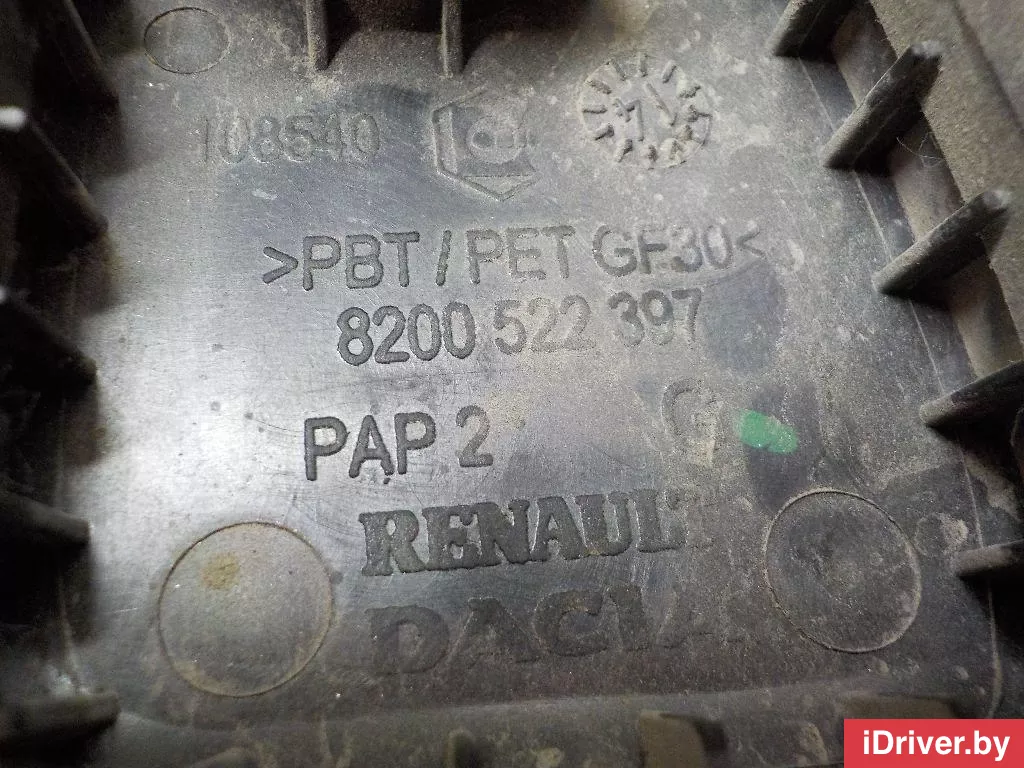 108540
>PBT/PET GF30<
8200 522 397
PAP 2 G
RENAULT
DACIA
iDriver.by